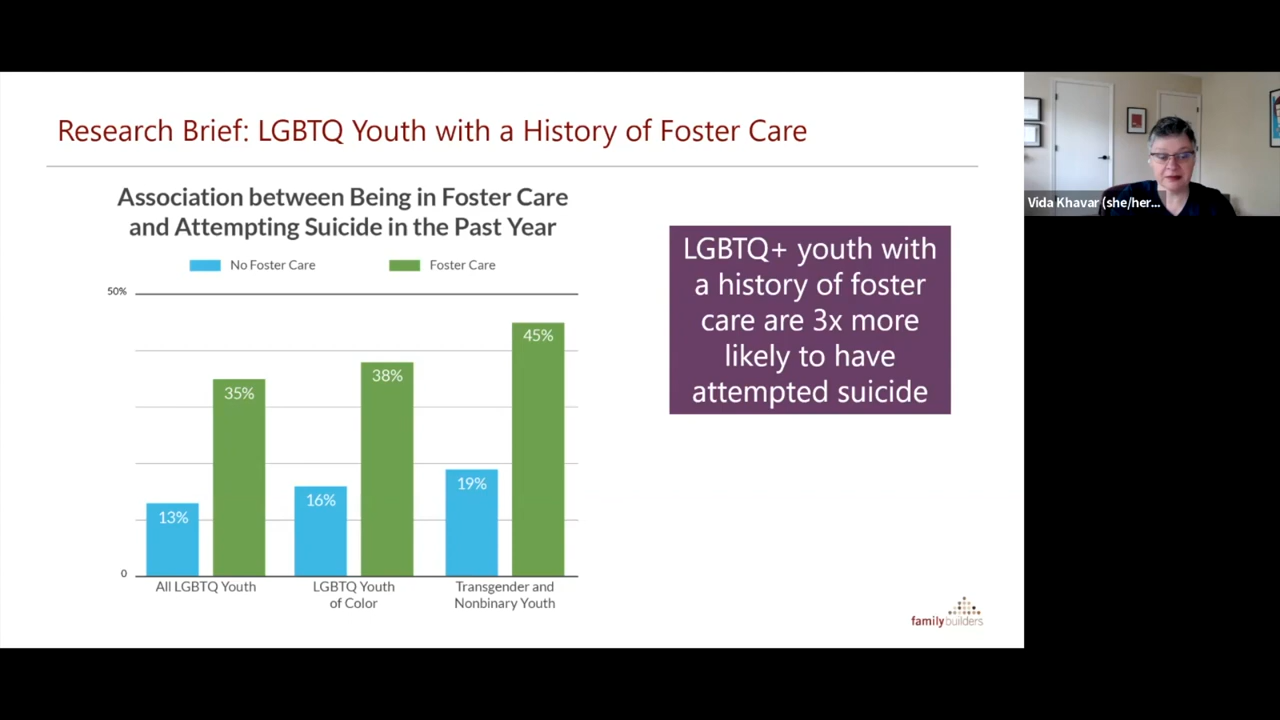 Research Brief: LGBTQ Youth with a History of Foster Care
Association between Being in Foster Care
and Attempting Suicide in the Past Year
No Foster Care
Foster Care
50%
45%
38%
35%
19%
16%
13%
0
All LGBTQ Youth
LGBTQ Youth
of Color
Transgender and
Nonbinary Youth
LGBTQ+ youth with
a history of foster
care are 3x more
likely to have
attempted suicide
familybuilders
Vida Khavar (she/her...